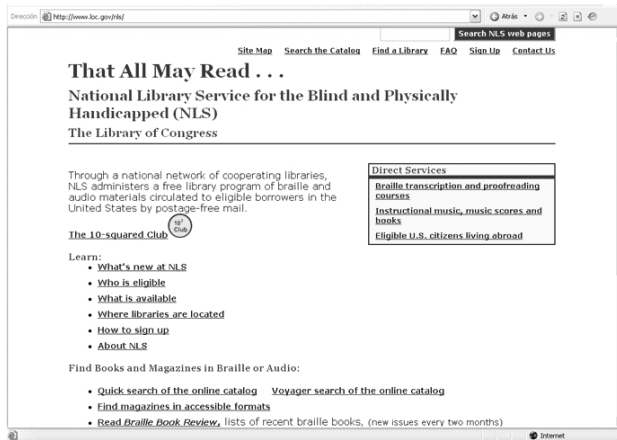 Dirección http://www.loc.gov/nls/ Atrás
Search NLS web pages
Site Map Search the Catalog Find a Library FAQ Sign Up Contact Us
That All May Read . . .
National Library Service for the Blind and Physically
Handicapped (NLS)
The Library of Congress
Through a national network of cooperating libraries,
NLS administers a free library program of braille and
audio materials circulated to eligible borrowers in the
United States by postage-free mail.
Direct Services
Braille transcription and proofreading
courses
Instructional music, music scores and
books
Eligible U.S. citizens living abroad
The 10-squared Club
10² Club
Learn:
• What's new at NLS
• Who is eligible
• What is available
• Where libraries are located
• How to sign up
• About NLS
Find Books and Magazines in Braille or Audio:
• Quick search of the online catalog Voyager search of the online catalog
• Find magazines in accessible formats
• Read Braille Book Review, lists of recent braille books, (new issues every two months)
Internet